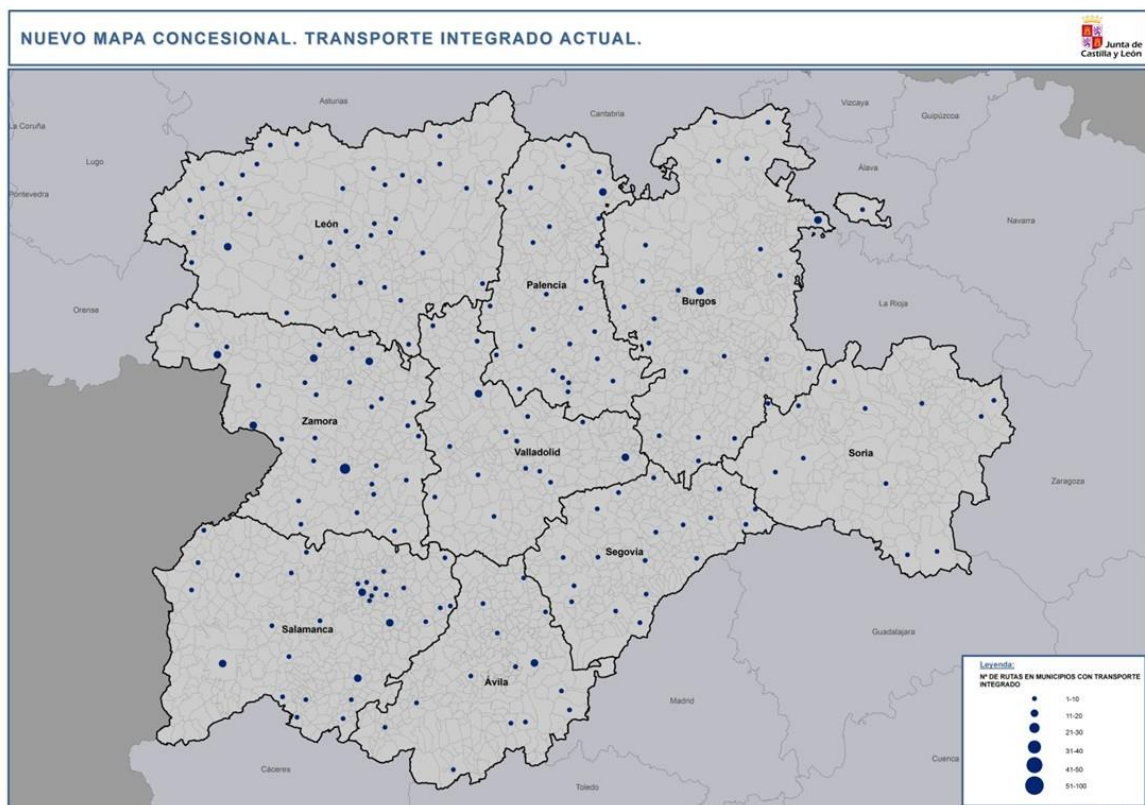 NUEVO MAPA CONCESIONAL. TRANSPORTE INTEGRADO ACTUAL.
Junta de
Castilla y León
Asturias
Cantabria
Vizcaya
Guipúzcoa
La Coruña
Lugo
Álava
Pontevedra
Navarra
León
Palencia
Burgos
La Rioja
Orense
Zamora
Valladolid
Soria
Zaragoza
Segovia
Salamanca
Guadalajara
Ávila
Madrid
Cáceres
Toledo
Cuenca
Leyenda:
Nº DE RUTAS EN MUNICIPIOS CON TRANSPORTE
INTEGRADO
1-10
11-20
21-30
31-40
41-50
51-100